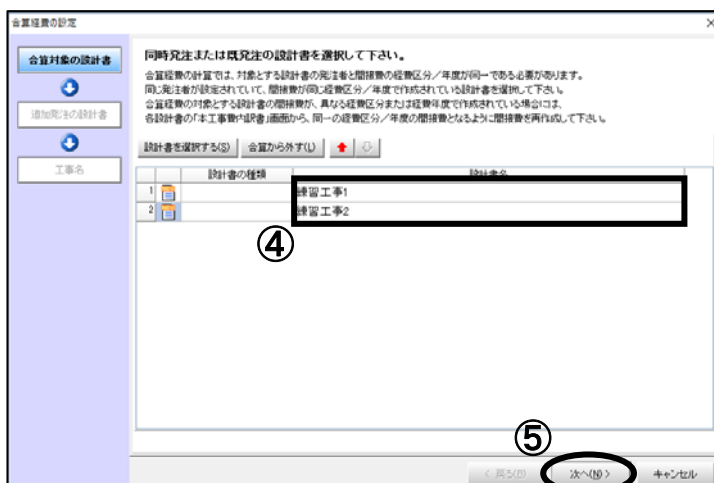 合算経費の設定
合算対象の設計書
追加発注の設計書
工事名
同時発注または既発注の設計書を選択して下さい。
合算経費の計算では、対象とする設計書の発注者と間接費の経費区分／年度が同一である必要があります。
同じ発注者が設定されていて、間接費が同じ経費区分／年度で作成されている設計書を選択して下さい。
合算経費の対象とする設計書の間接費が、異なる経費区分または経費年度で作成されている場合には、
各設計書の「本工事費内訳書」画面から、同一の経費区分／年度の間接費となるように間接費を再作成して下さい。
設計書を選択する(S) 合算から外す(L)
設計書の種類 設計書名
1 練習工事1
2 練習工事2
④
⑤
< 戻る(B) 次へ(N) > キャンセル